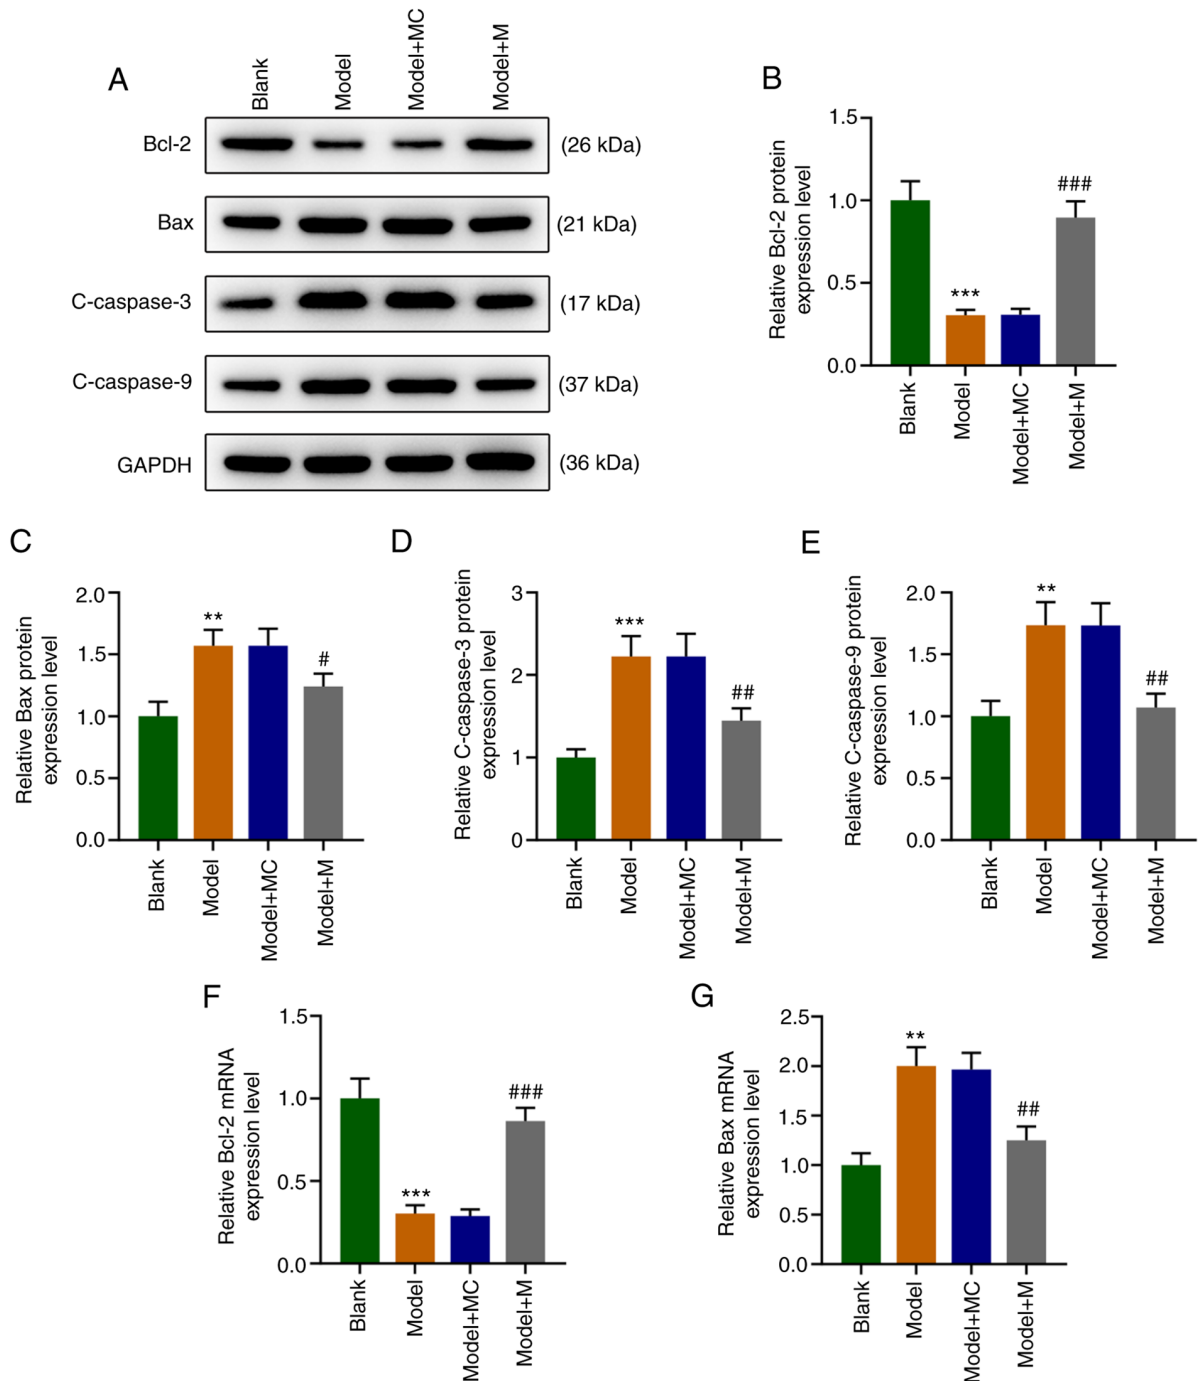 A
Blank
Model
Model+MC
Model+M
Bcl-2
(26 kDa)
Bax
(21 kDa)
C-caspase-3
(17 kDa)
C-caspase-9
(37 kDa)
GAPDH
(36 kDa)
B
Relative Bcl-2 protein
expression level
1.5
1.0
0.5
0.0
***
###
Blank
Model
Model+MC
Model+M
C
Relative Bax protein
expression level
2.0
1.5
1.0
0.5
0.0
**
#
Blank
Model
Model+MC
Model+M
D
Relative C-caspase-3 protein
expression level
3
2
1
0
***
##
Blank
Model
Model+MC
Model+M
E
Relative C-caspase-9 protein
expression level
2.0
1.5
1.0
0.5
0.0
**
##
Blank
Model
Model+MC
Model+M
F
Relative Bcl-2 mRNA
expression level
1.5
1.0
0.5
0.0
***
###
Blank
Model
Model+MC
Model+M
G
Relative Bax mRNA
expression level
2.5
2.0
1.5
1.0
0.5
0.0
**
##
Blank
Model
Model+MC
Model+M